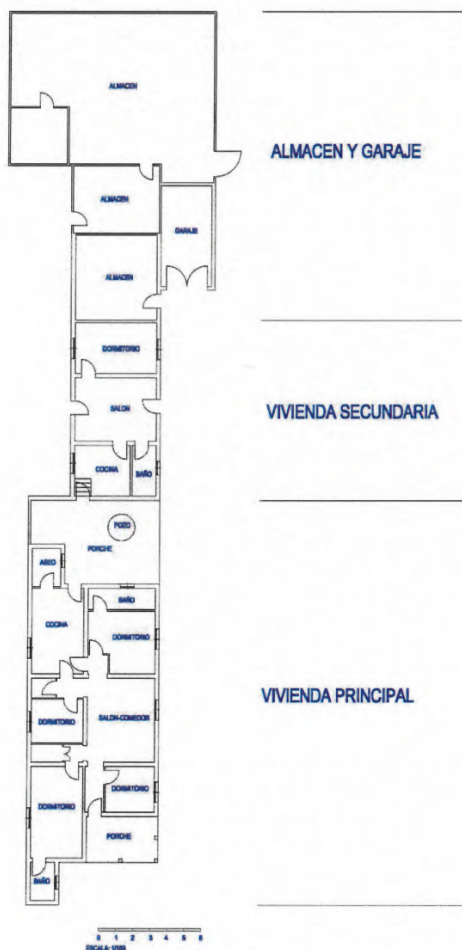 ALMACEN
ALMACEN Y GARAJE
ALMACEN
GARAJE
ALMACEN
DORMITORIO
SALON
VIVIENDA SECUNDARIA
COCINA
BAÑO
POZO
PORCHE
ASEO
BAÑO
COCINA
DORMITORIO
VIVIENDA PRINCIPAL
DORMITORIO
SALON-COMEDOR
DORMITORIO
DORMITORIO
PORCHE
BAÑO
0 1 2 3 4 5 6